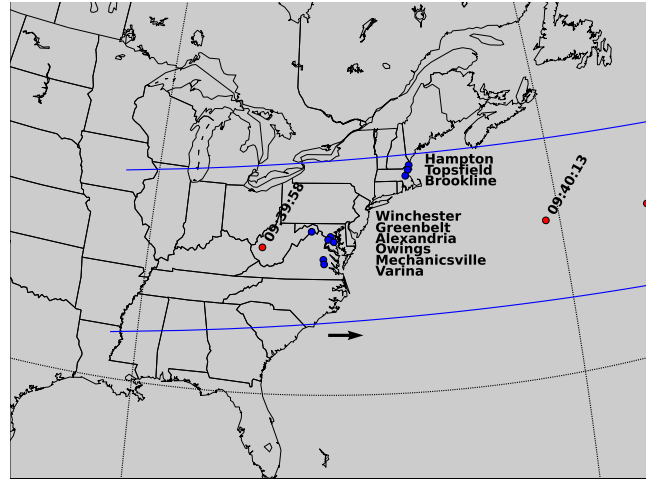 Hampton
Topsfield
Brookline
09:39:58
09:40:13
Winchester
Greenbelt
Alexandria
Owings
Mechanicsville
Varina